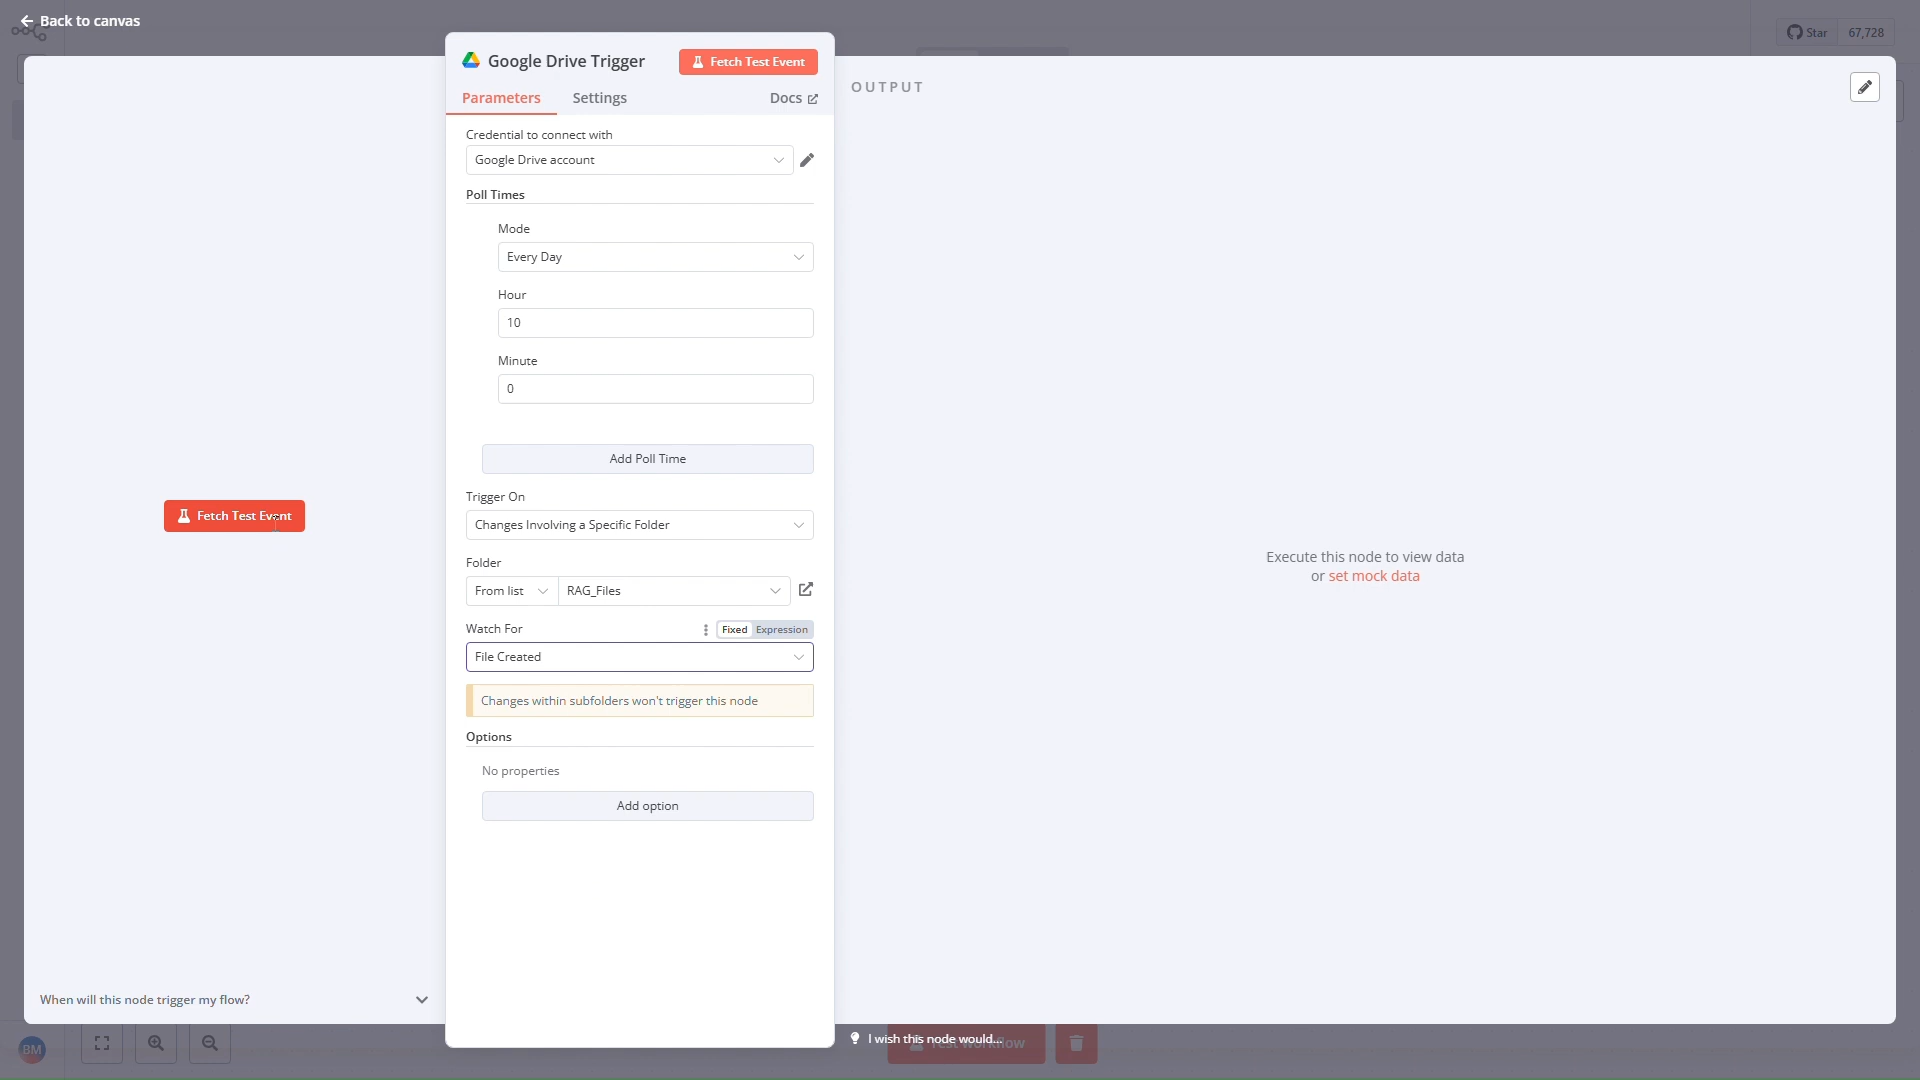 Back to canvas
Star 67,728
Google Drive Trigger
Fetch Test Event
Parameters Settings Docs
OUTPUT
Credential to connect with
Google Drive account
Poll Times
Mode
Every Day
Hour
10
Minute
0
Add Poll Time
Trigger On
Changes Involving a Specific Folder
Fetch Test Event
Folder
From list RAG_Files
Execute this node to view data
or set mock data
Watch For Fixed Expression
File Created
Changes within subfolders won't trigger this node
Options
No properties
Add option
When will this node trigger my flow?
BM
I wish this node would...
workflow